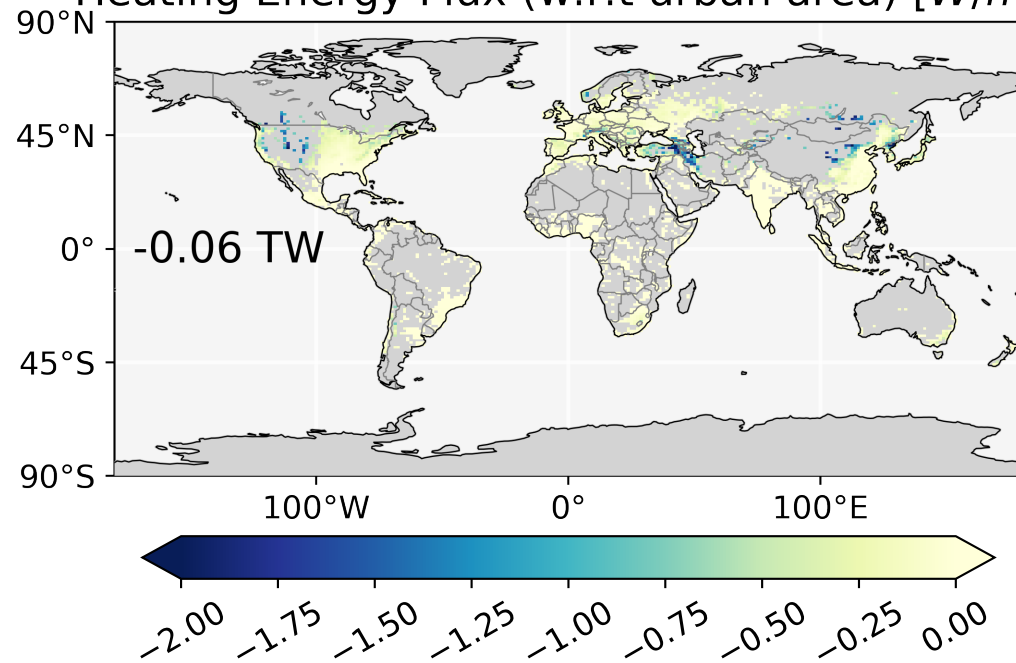 Heating Energy Flux (w.r.t urban area) [W/
90°N
45°N
0°
-0.06 TW
45°S
90°S
100°W 0° 100°E
−2.00 −1.75 −1.50 −1.25 −1.00 −0.75 −0.50 −0.25 0.00